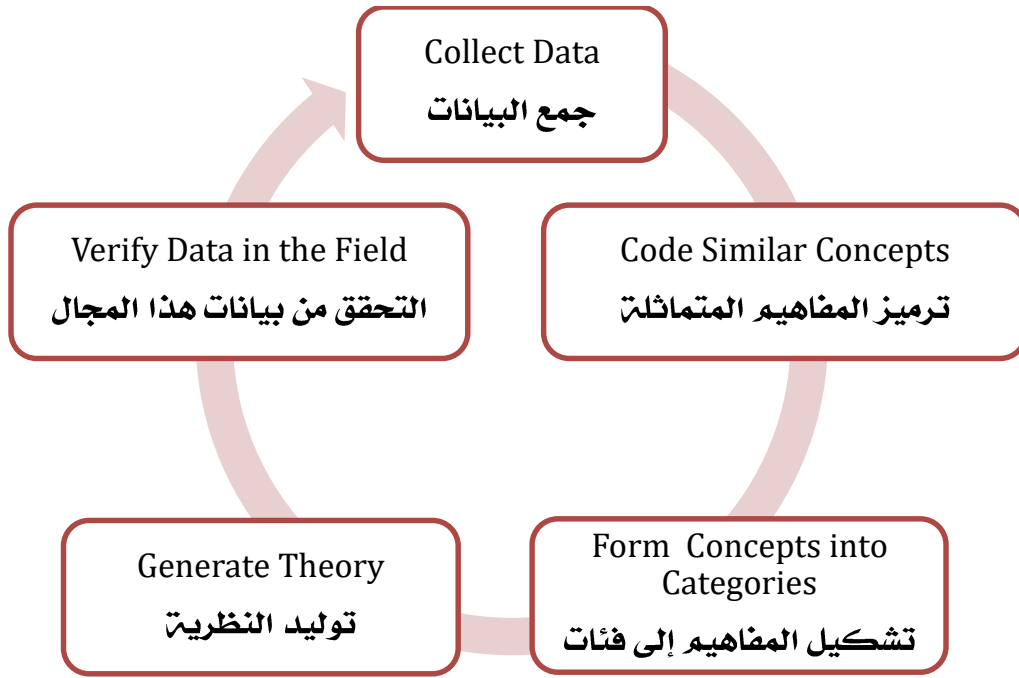 Collect Data
جمع البيانات
Code Similar Concepts
ترميز المفاهيم المتماثلة
Form Concepts into
Categories
تشكيل المفاهيم إلى فئات
Generate Theory
توليد النظرية
Verify Data in the Field
التحقق من بيانات هذا المجال